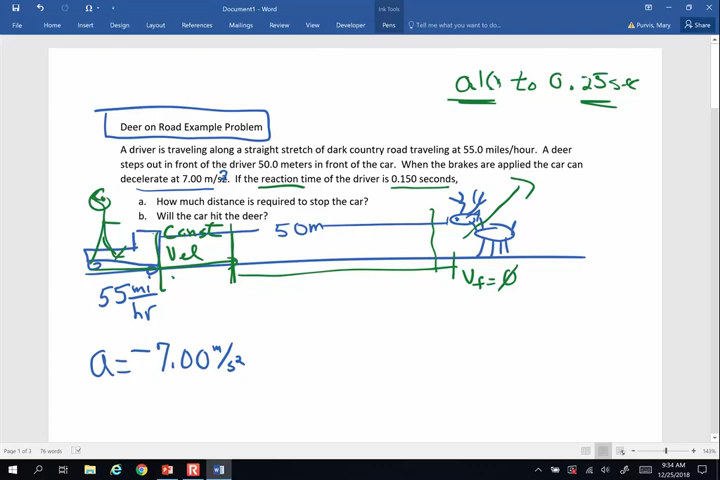 Document1 - Word
Ink Tools
File Home Insert Design Layout References Mailings Review View Developer Pens Tell me what you want to do... Purvis, Mary Share
to 0.25sec
Deer on Road Example Problem
A driver is traveling along a straight stretch of dark country road traveling at 55.0 miles/hour. A deer
steps out in front of the driver 50.0 meters in front of the car. When the brakes are applied the car can
decelerate at 7.00 m/s2. If the reaction time of the driver is 0.150 seconds,
a. How much distance is required to stop the car?
b. Will the car hit the deer?
Const 50m
Vel
55 mi/hr Vf=0
a=-7.00 m/s2
Page 1 of 3 76 words 143%
9:34 AM
12/25/2018